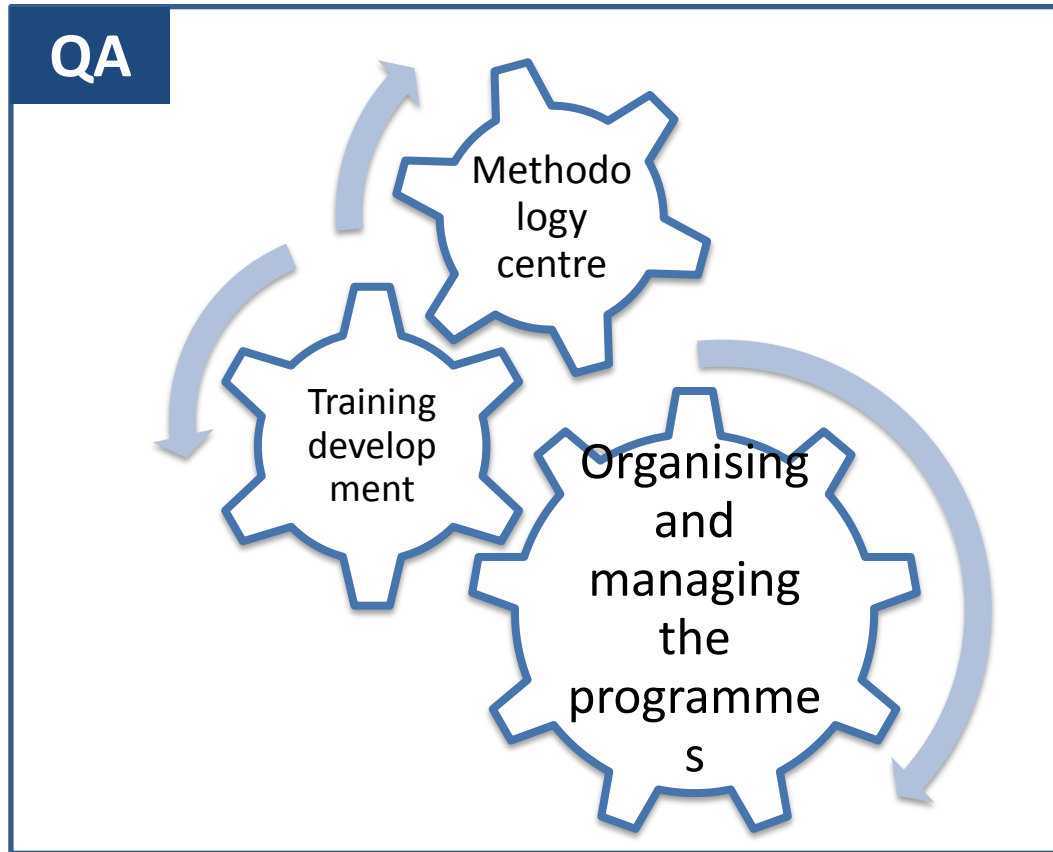 QA
Methodo
logy
centre
Training
develop
ment
Organising
and
managing
the
programme
s